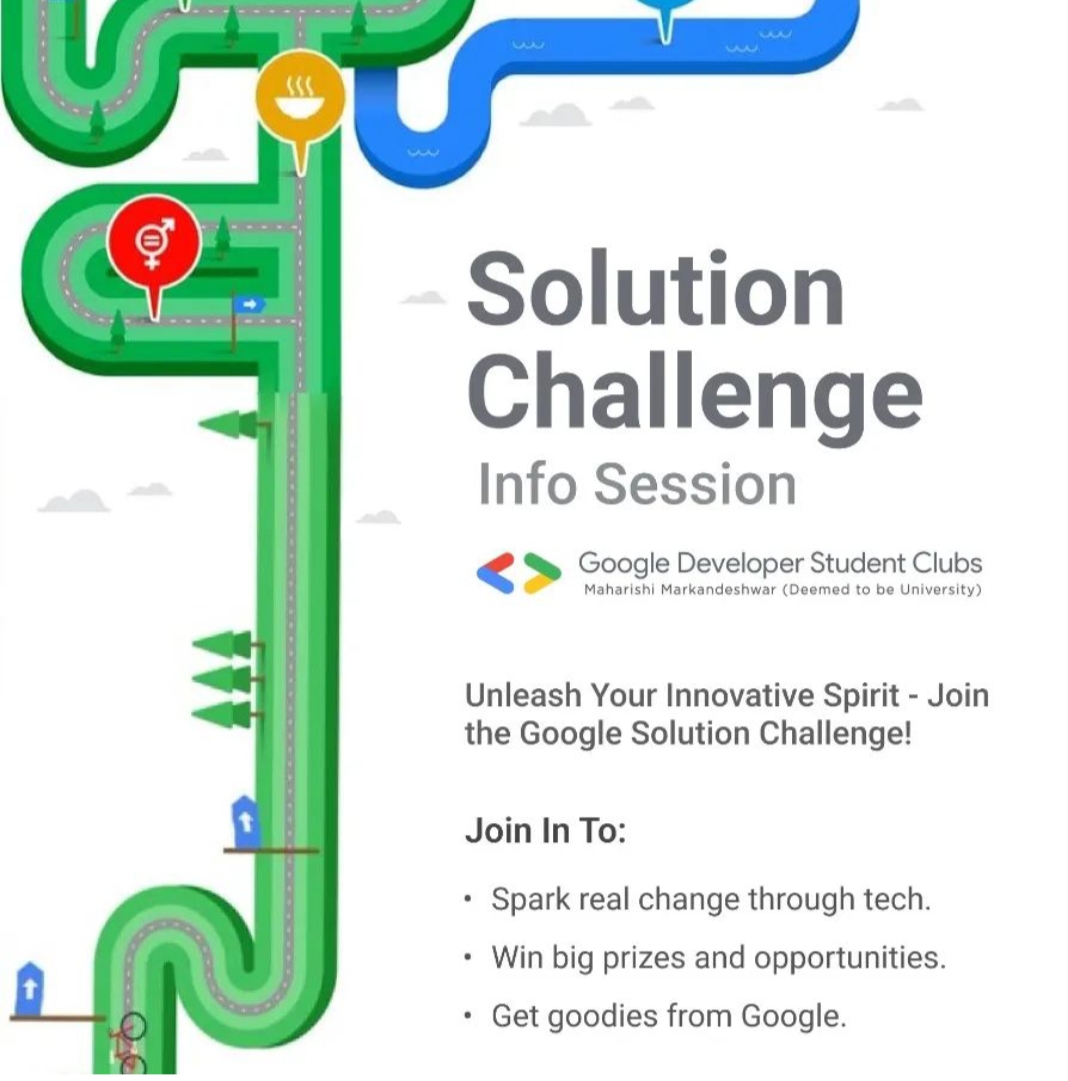 Solution
Challenge
Info Session
Google Developer Student Clubs
Maharishi Markandeshwar (Deemed to be University)
Unleash Your Innovative Spirit - Join
the Google Solution Challenge!
Join In To:
• Spark real change through tech.
• Win big prizes and opportunities.
• Get goodies from Google.